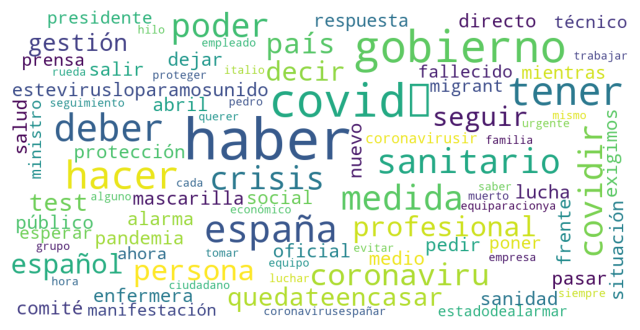 presidente
hilo
empleado
respuesta
directo
técnico
gestión
poder
país
gobierno
prensa
rueda
dejar
proteger
salir
decir
italio
fallecido
mientras
trabajar
estevirusloparamosunido
migrant
seguimiento
abril
pedro
covid
tener
salud
ministro
deber
querer
seguir
mismo
urgente
protección
haber
nuevo
coronavirusir
familia
covidir
exigimos
hacer
cada
crisis
sanitario
saber
muerto
test
alguno
mascarilla
social
medida
equiparacionya
lucha
público
alarma
económico
españa
profesional
frente
situación
esperar
pandemia
grupo
ahora
tomar
oficial
evitar
pedir
poner
español
persona
equipo
medio
empresa
siempre
hora
ciudadano
luchar
coronaviru
pasar
enfermera
quedateencasar
sanidad
comité
manifestación
coronavirusespañar
estadodealarmar